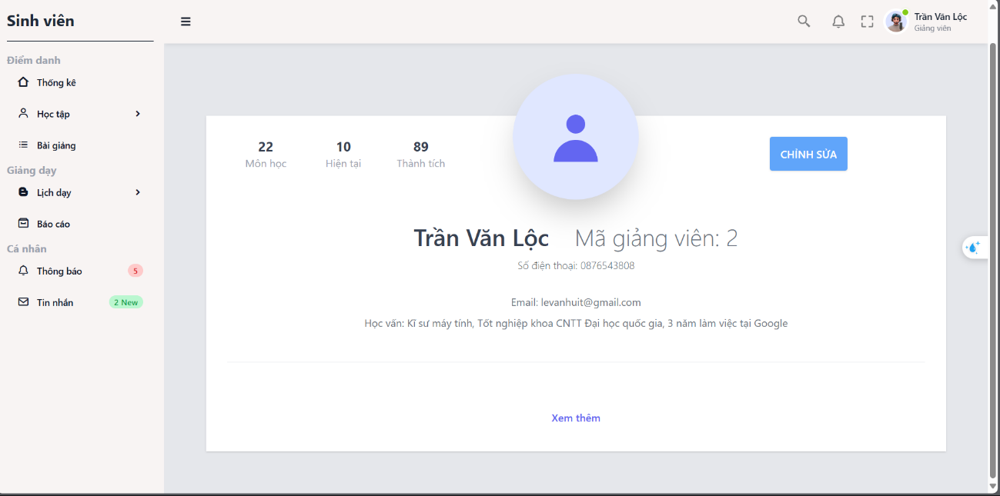 Sinh viên
Trần Văn Lộc
Giảng viên
Điểm danh
Thống kê
Học tập
Bài giảng
Giảng dạy
Lịch dạy
Báo cáo
Cá nhân
Thông báo 5
Tin nhắn 2 New
22 10 89
Môn học Hiện tại Thành tích
CHỈNH SỬA
Trần Văn Lộc Mã giảng viên: 2
Số điện thoại: 0876543808
Email: levanhuit@gmail.com
Học vấn: Kĩ sư máy tính, Tốt nghiệp khoa CNTT Đại học quốc gia, 3 năm làm việc tại Google
Xem thêm